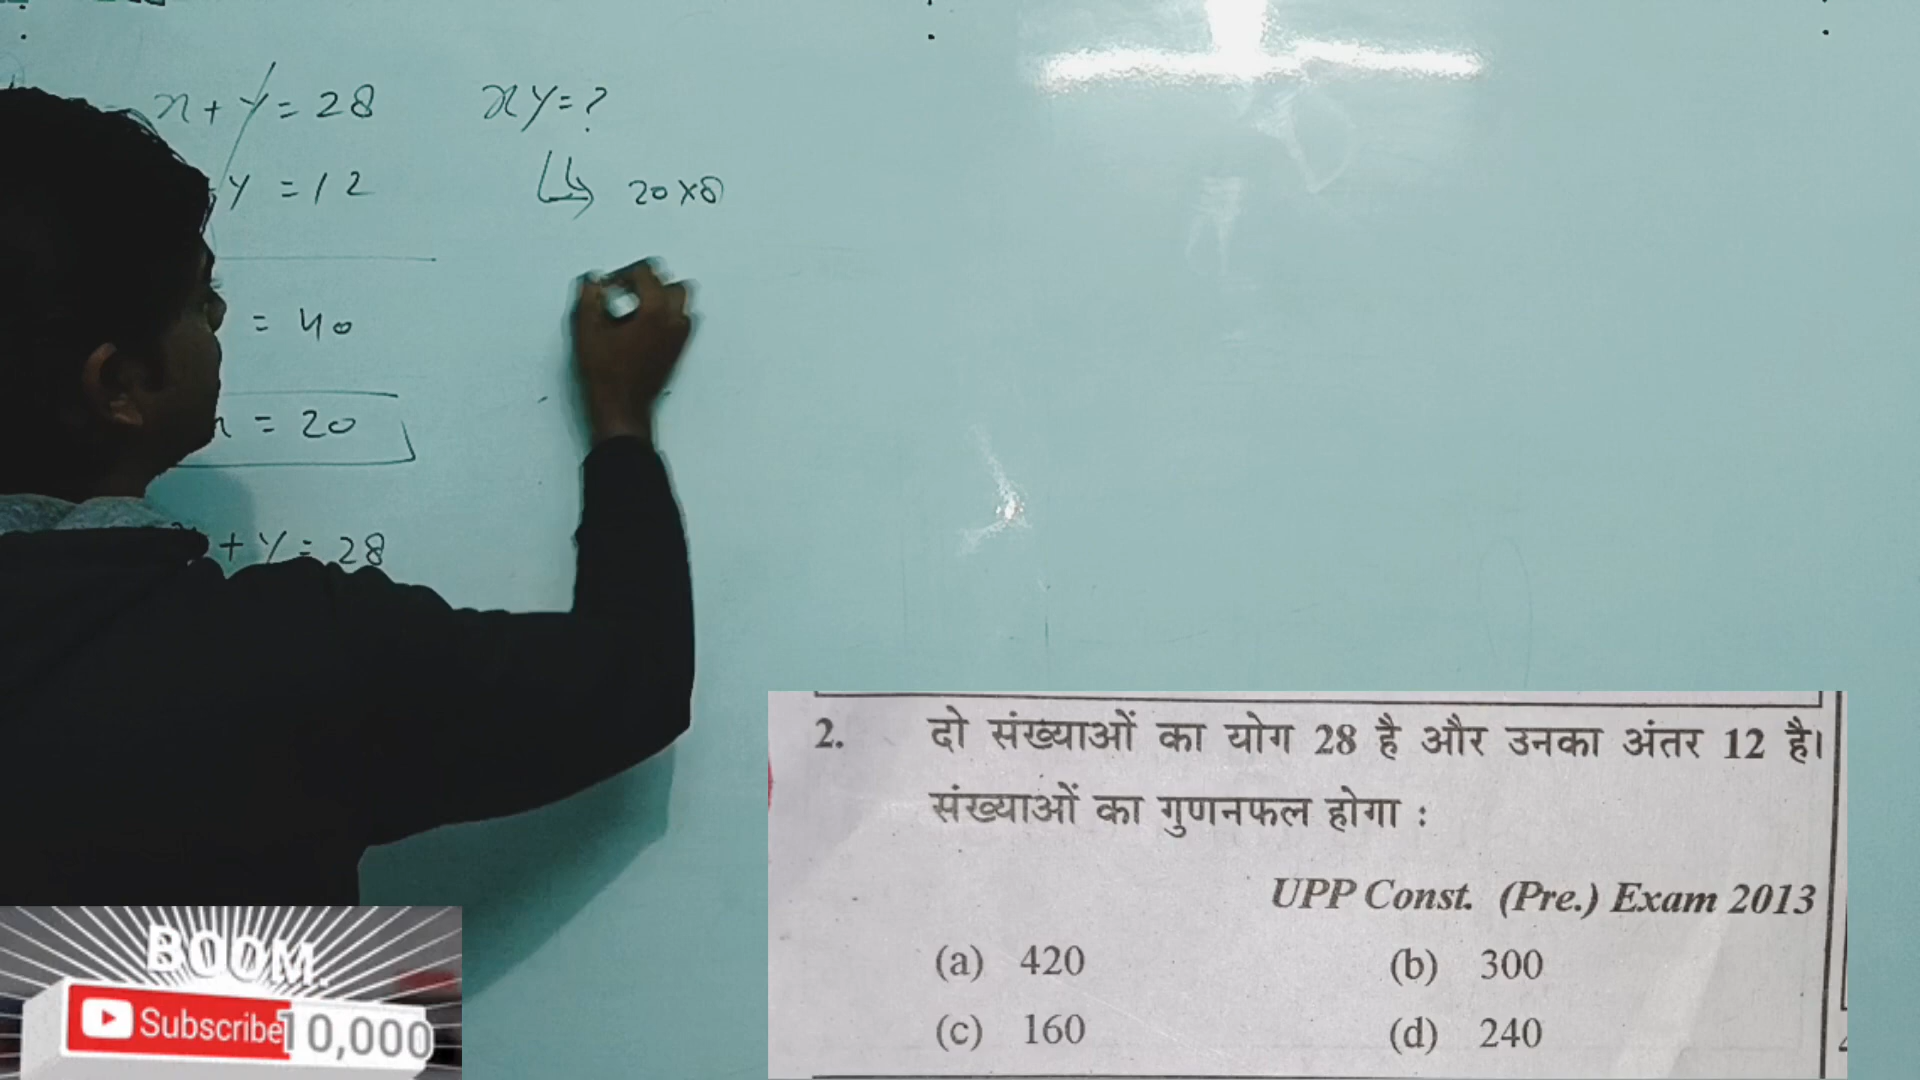 x + y = 28
xy = ?
y = 12
20 x 8
= 40
x = 20
+ y = 28
2. दो संख्याओं का योग 28 है और उनका अंतर 12 है।
संख्याओं का गुणनफल होगा :
UPP Const. (Pre.) Exam 2013
(a) 420 (b) 300
(c) 160 (d) 240
BOOM.
Subscribe 10,000